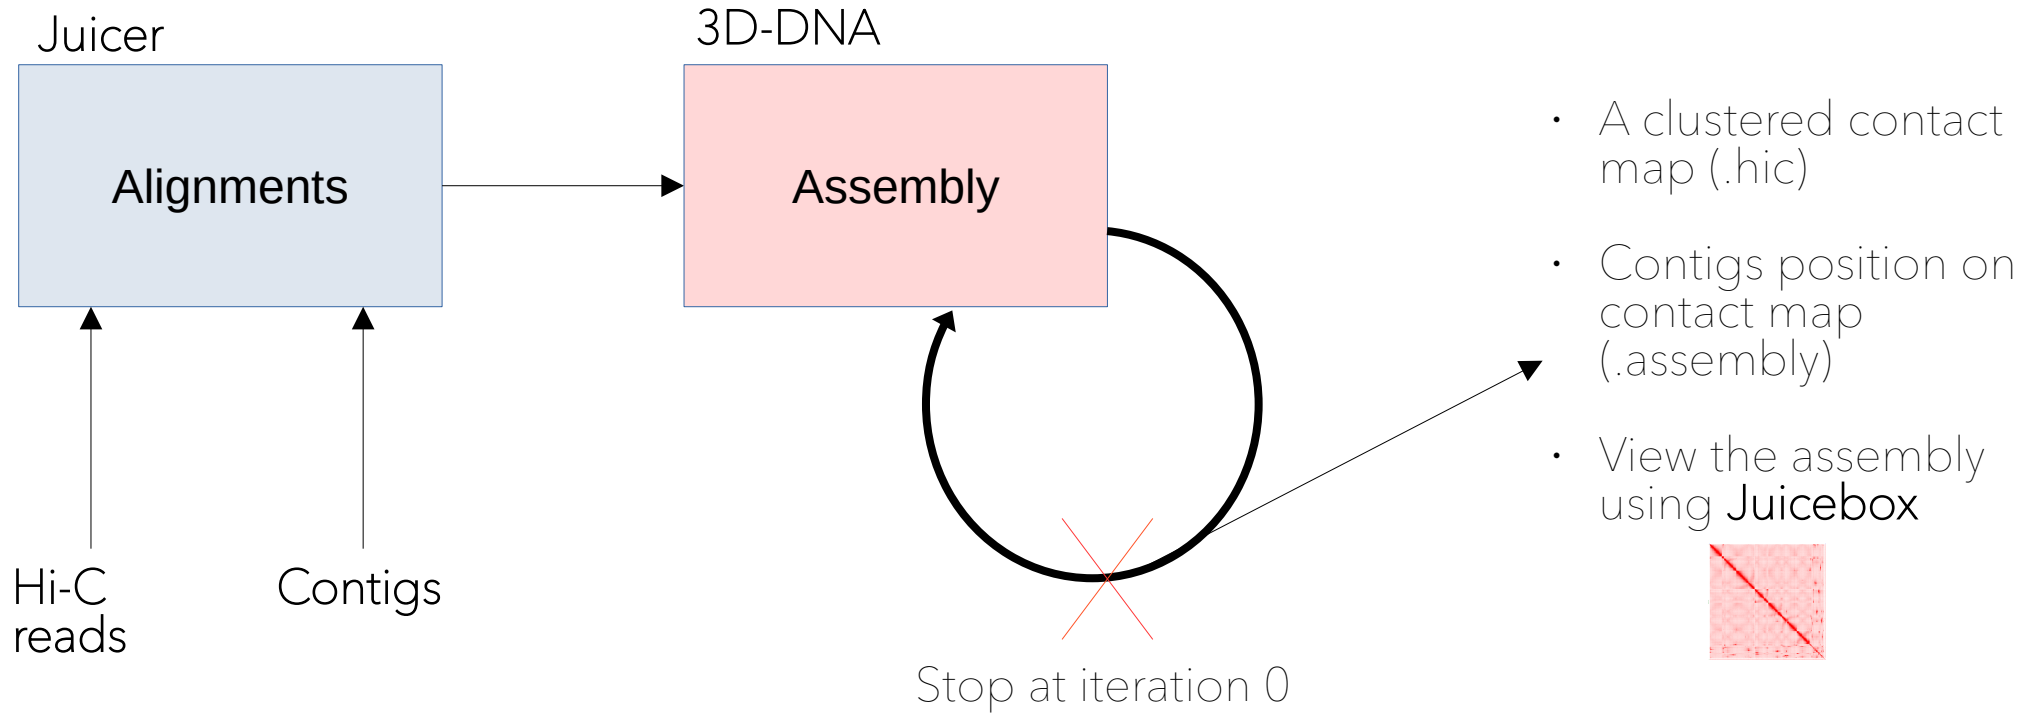 Juicer
3D-DNA
Alignments
Assembly
Hi-C
reads
Contigs
Stop at iteration 0
• A clustered contact
map (.hic)
• Contigs position on
contact map
(.assembly)
• View the assembly
using Juicebox